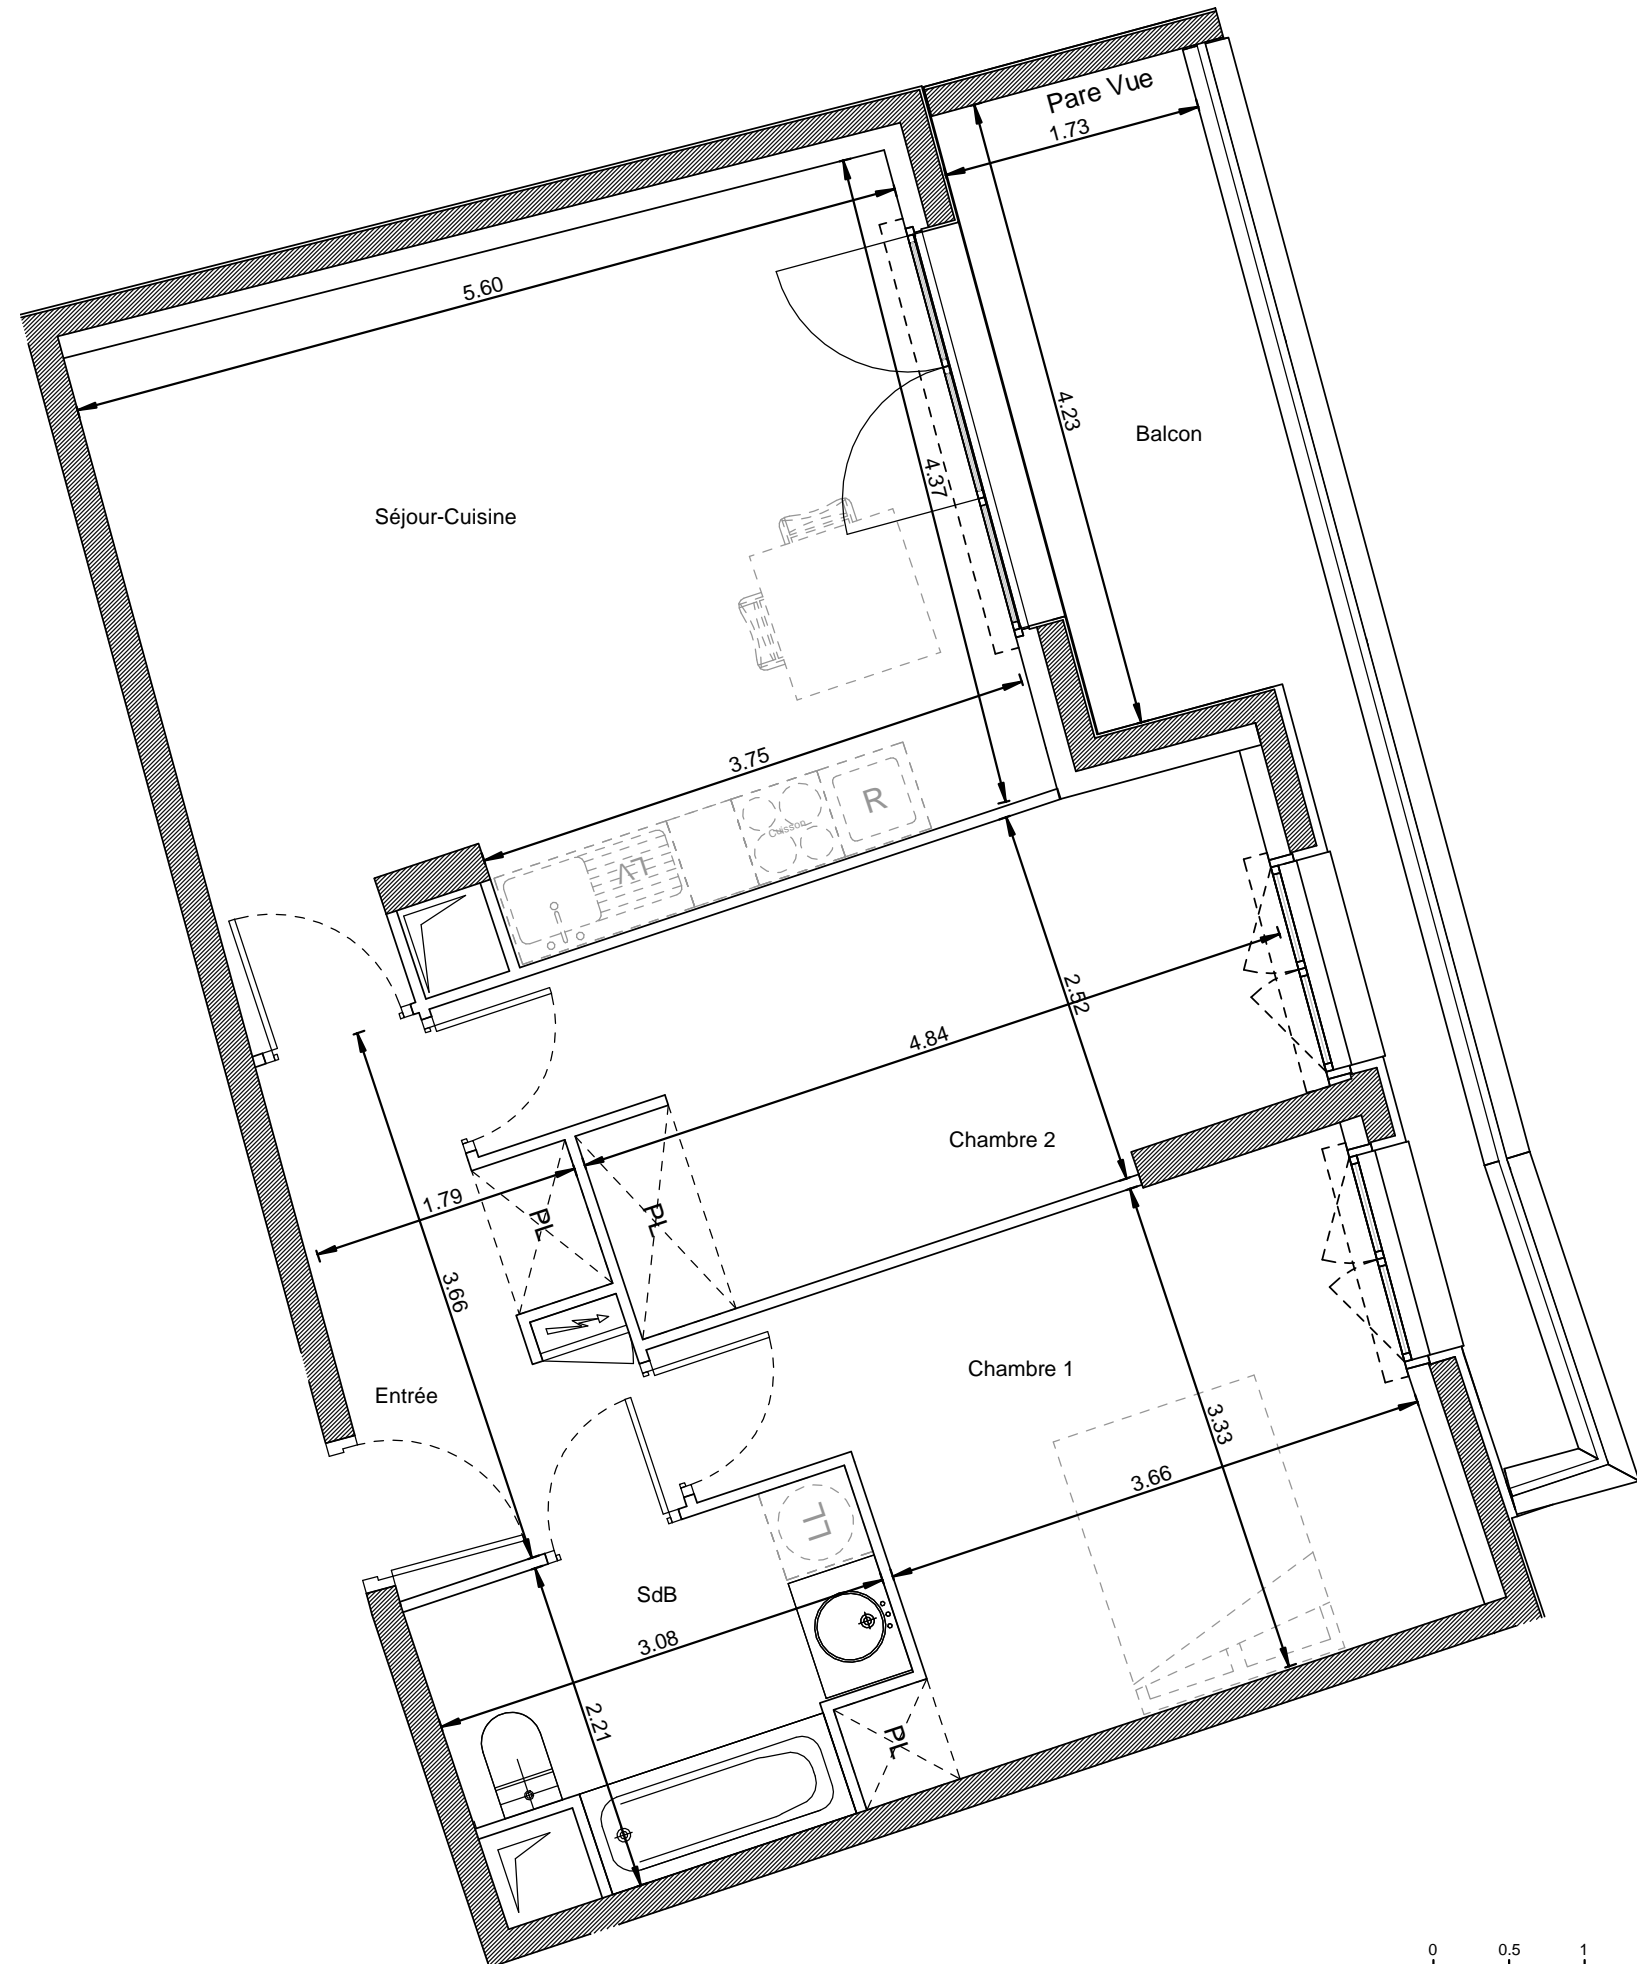 Pare Vue
1.73
5.60
4.23
Balcon
4.37
Séjour-Cuisine
3.75
R
Cuisson
LV
2.52
4.84
Chambre 2
1.79
PL
PL
3.66
Chambre 1
Entrée
3.33
3.66
LL
SdB
3.08
2.21
PL
0 0.5 1